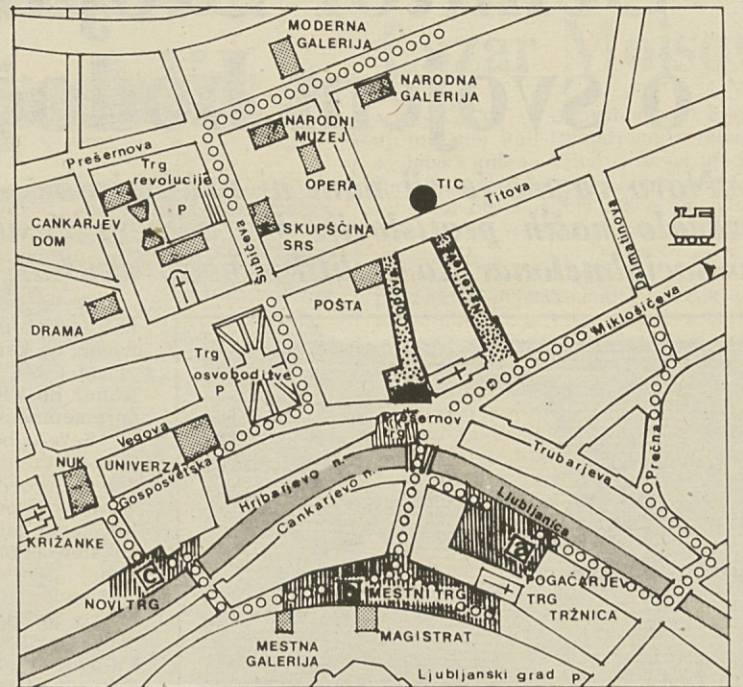 MODERNA
GALERIJA
NARODNA
GALERIJA
NARODNI
MUZEJ
Prešernova
Trg
revolucije
P
OPERA
TIC
Titova
CANKARJEV
DOM
Šubičeva
SKUPŠČINA
SRS
Dalmatinova
POŠTA
Čopova
Nazorjeva
Miklošičeva
DRAMA
Trg
osvoboditve
P
Prešernov
trg
Vegova
NUK
UNIVERZA
Gosposvetska
Hribarjevo n.
Cankarjevo n.
Trubarjeva
Prečna
Ljubljanica
KRIŽANKE
a
C
NOVI TRG
MESTNI TRG
POGAČARJEV
TRG
TRŽNICA
MESTNA
GALERIJA
MAGISTRAT
Ljubljanski grad P